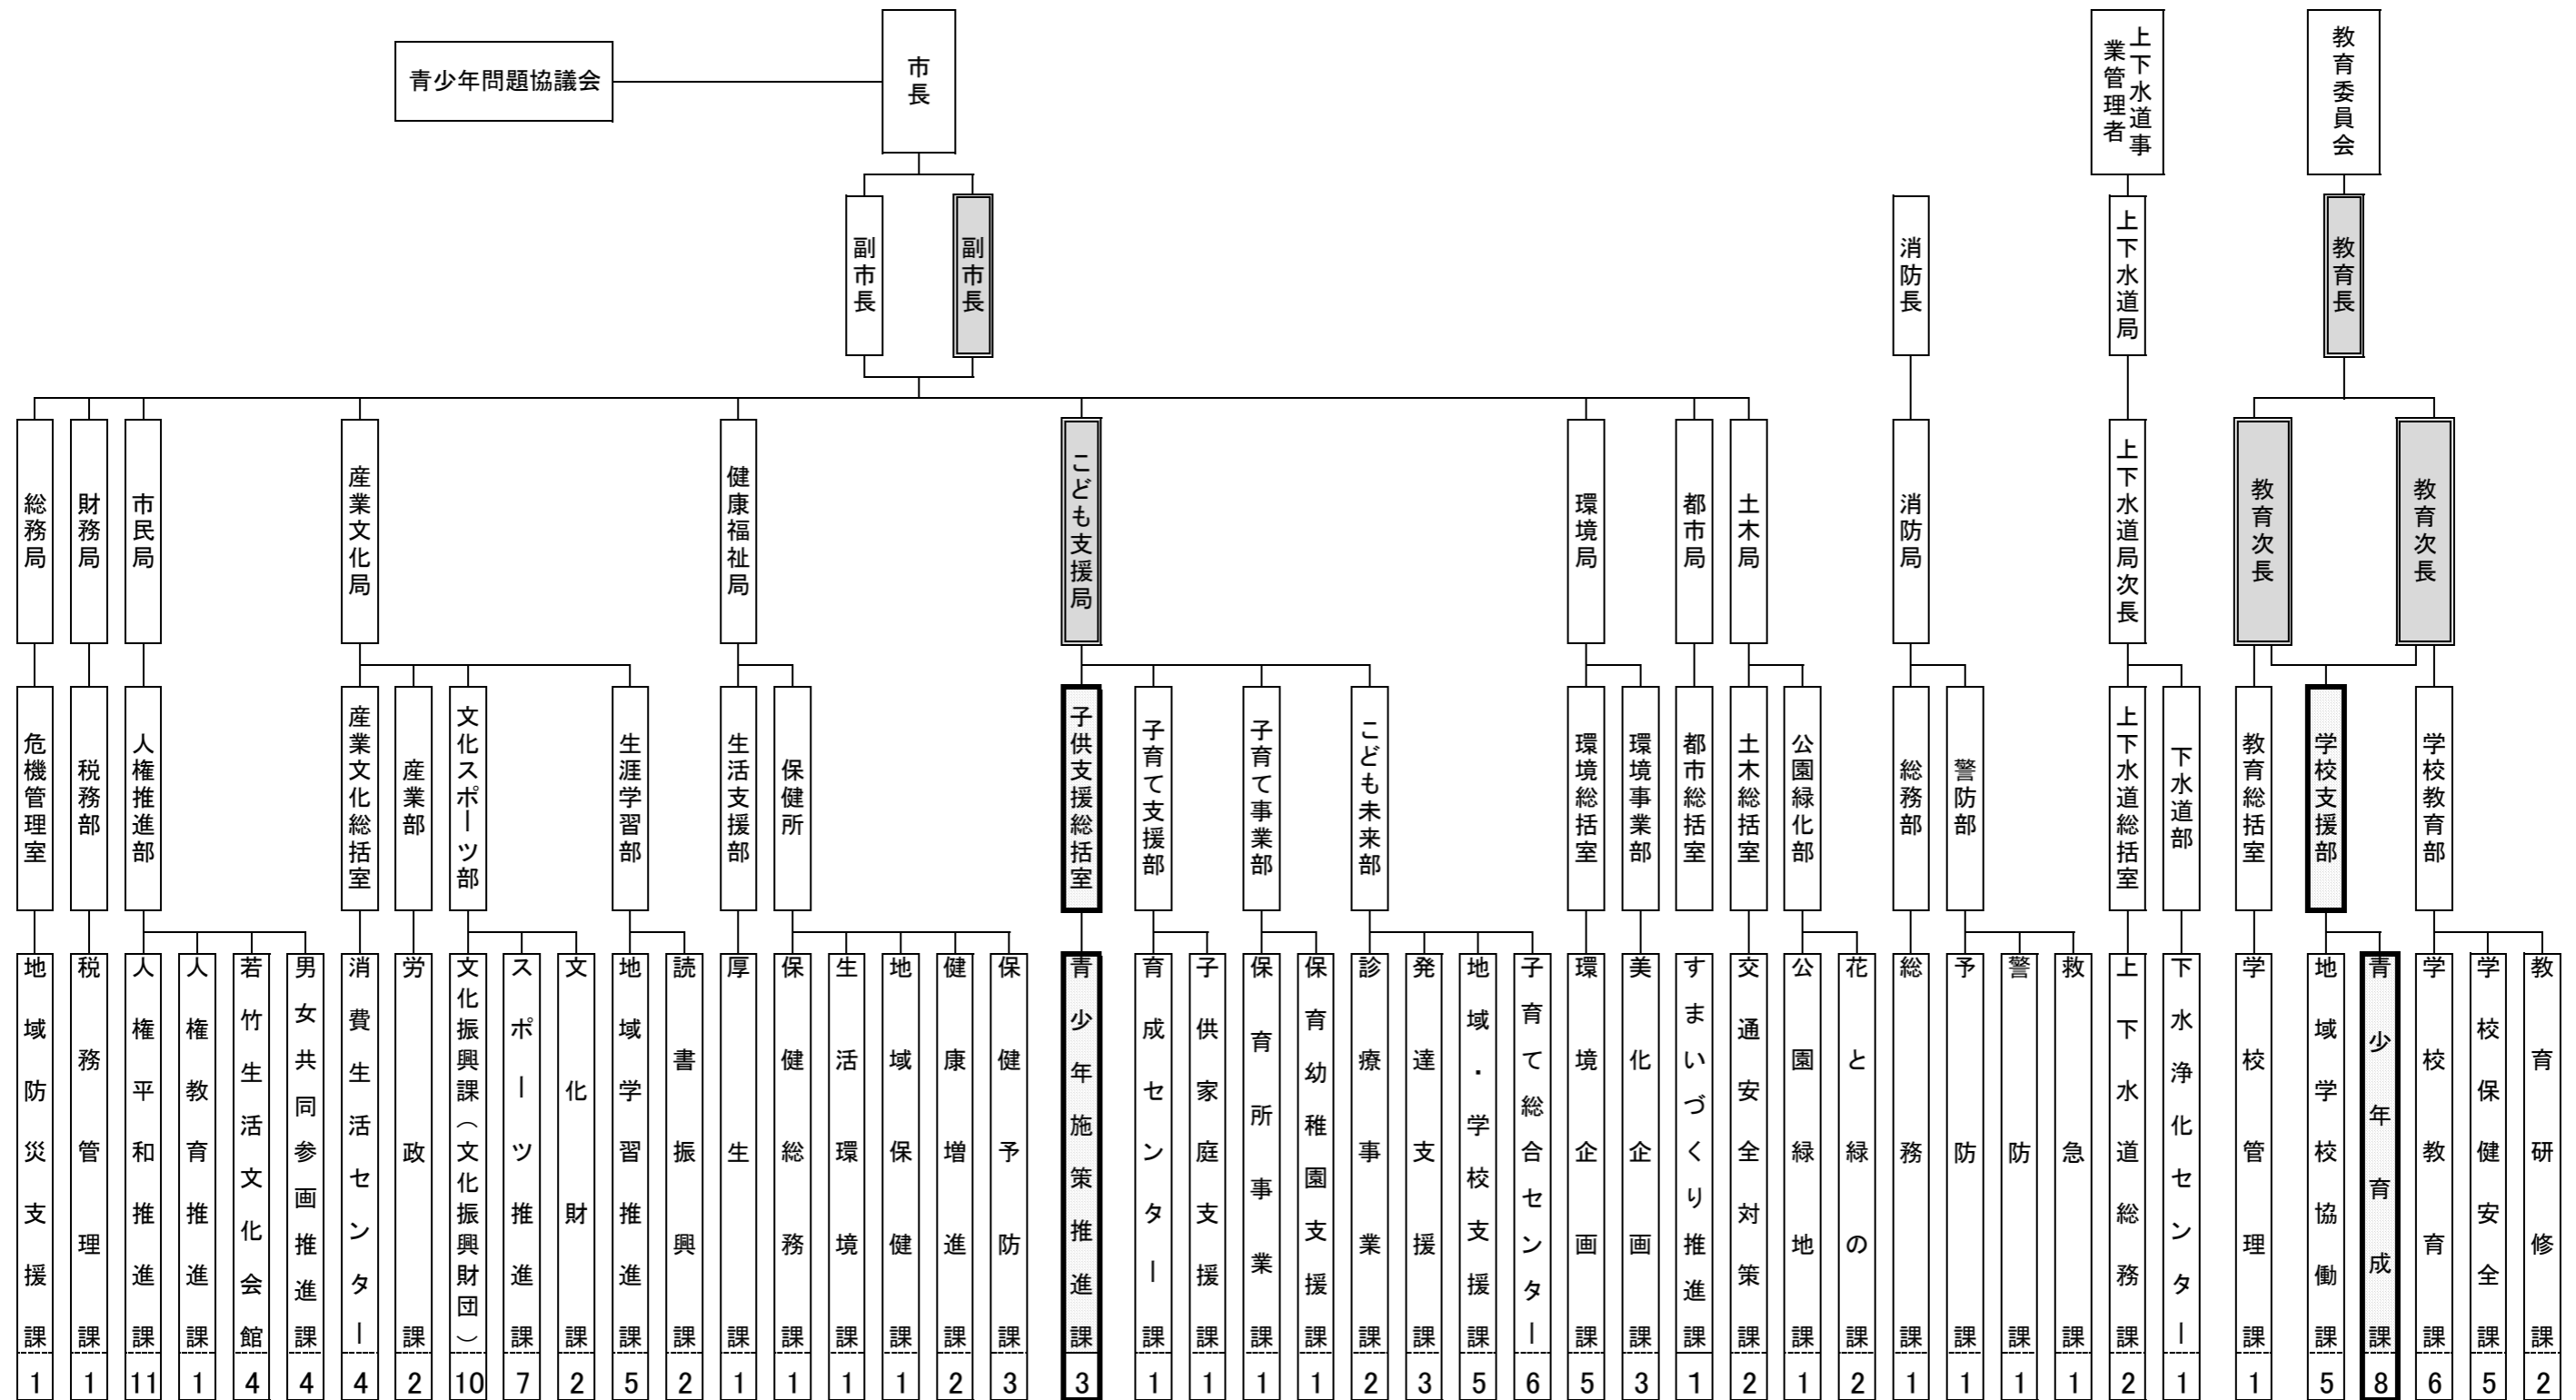 青少年問題協議会
市長
上下水道事業管理者
教育委員会
副市長
副市長
消防長
上下水道局
教育長
総務局
財務局
市民局
産業文化局
健康福祉局
こども支援局
環境局
都市局
土木局
消防局
上下水道局次長
教育次長
教育次長
危機管理室
税務部
人権推進部
産業文化総括室
産業部
文化スポーツ部
生涯学習部
生活支援部
保健所
子供支援総括室
子育て支援部
子育て事業部
こども未来部
環境総括室
環境事業部
都市総括室
土木総括室
公園緑化部
総務部
警防部
上下水道総括室
下水道部
教育総括室
学校支援部
学校教育部
地域防災支援課
税務管理課
人権平和推進課
人権教育推進課
若竹生活文化会館
男女共同参画推進課
消費生活センター
労政課
文化振興課(文化振興財団)
スポーツ推進課
文化財課
地域学習推進課
読書振興課
厚生課
保健総務課
生活環境課
地域保健課
健康増進課
保健予防課
青少年施策推進課
育成センター課
子供家庭支援課
保育所事業課
保育幼稚園支援課
診療事業課
発達支援課
地域・学校支援課
子育て総合センター
環境企画課
美化企画課
すまいづくり推進課
交通安全対策課
公園緑地課
花と緑の課
総務課
予防課
警防課
救急課
上下水道総務課
下水浄化センター
学校管理課
地域学校協働課
青少年育成課
学校教育課
学校保健安全課
教育研修課
1 1 11 1 4 4 4 2 10 7 2 5 2 1 1 1 1 2 3 3 1 1 1 1 2 3 5 6 5 3 1 2 1 2 1 1 1 1 2 1 1 5 8 6 5 2